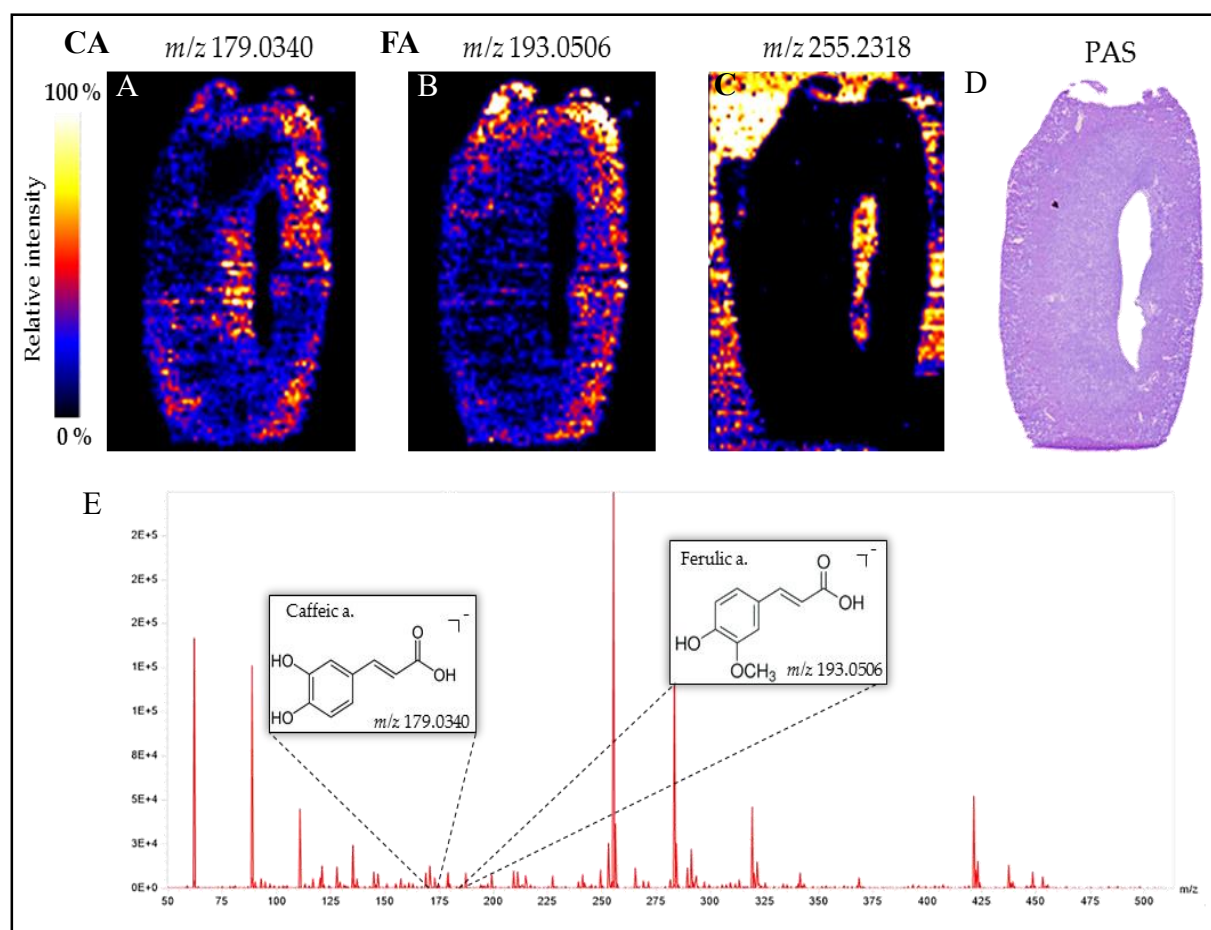 CA m/z 179.0340 FA m/z 193.0506 m/z 255.2318 PAS
A B C D
100 %
Relative intensity
0 %
E
2E+5
2E+5
2E+5
1E+5
1E+5
8E+4
5E+4
3E+4
0E+0
Caffeic a.
⌝-
HO
HO
O
OH
m/z 179.0340
Ferulic a.
⌝-
O
OH
HO
OCH3
m/z 193.0506
50 75 100 125 150 175 200 225 250 275 300 325 350 375 400 425 450 475 500 m/z